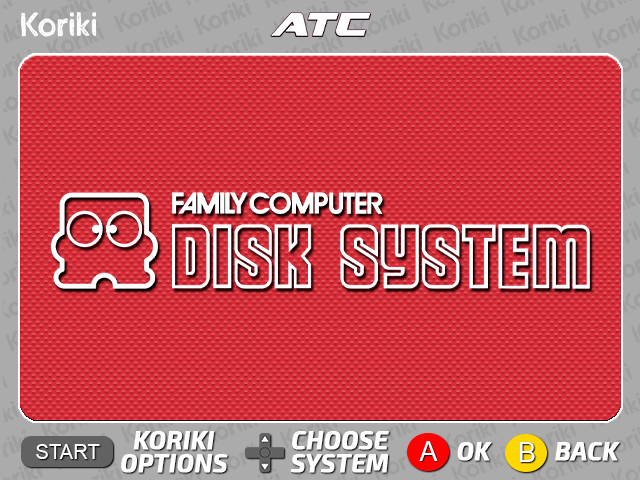 Koriki
ATC
FAMILY COMPUTER
DISK SYSTEM
START
KORIKI
OPTIONS
CHOOSE
SYSTEM
A
OK
B
BACK